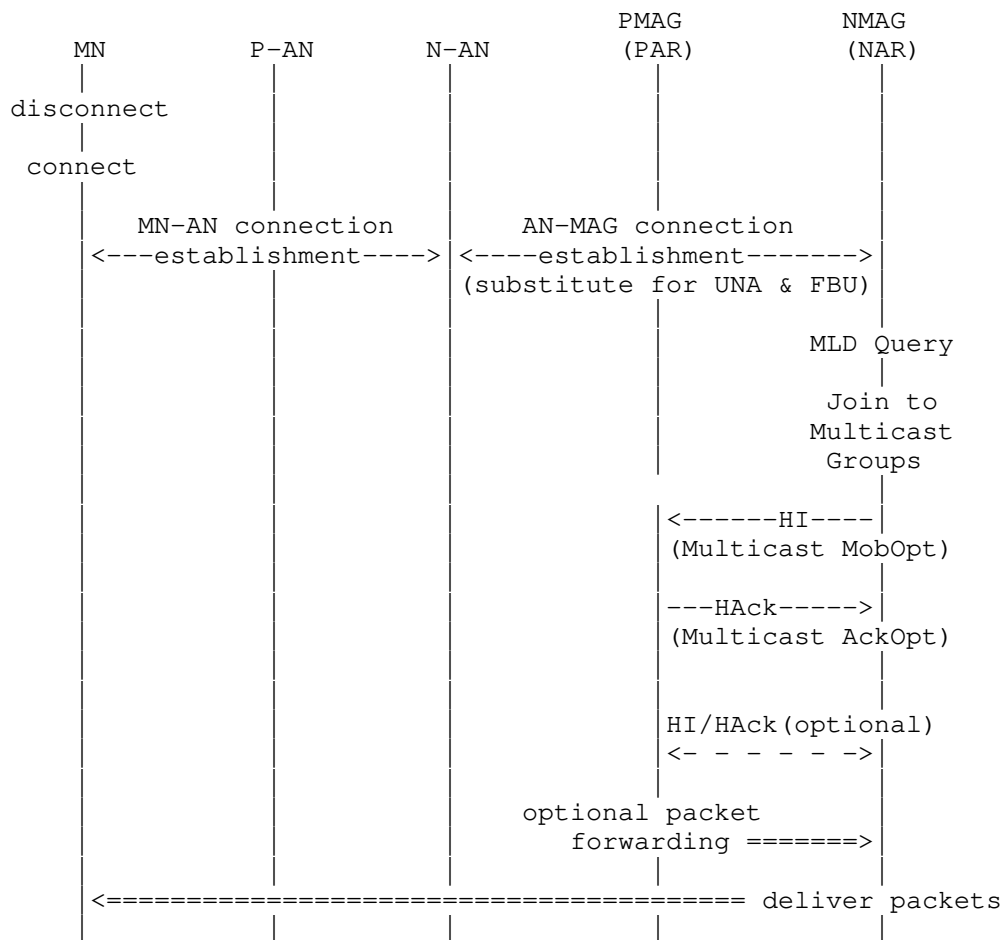 PMAG NMAG
MN P-AN N-AN (PAR) (NAR)
disconnect
connect
MN-AN connection AN-MAG connection
<---establishment----> <----establishment------->
(substitute for UNA & FBU)
MLD Query
Join to
Multicast
Groups
<------HI----
(Multicast MobOpt)
---HAck----->
(Multicast AckOpt)
HI/HAck(optional)
<- - - - - ->
optional packet
forwarding =======>
<======================================== deliver packets